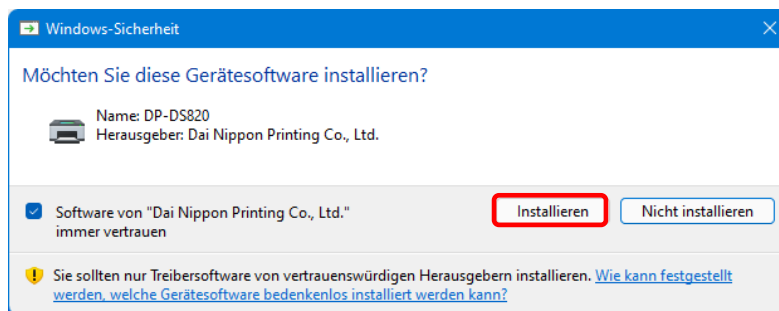 Windows-Sicherheit
Möchten Sie diese Gerätesoftware installieren?
Name: DP-DS820
Herausgeber: Dai Nippon Printing Co., Ltd.
Software von "Dai Nippon Printing Co., Ltd."
immer vertrauen
Installieren
Nicht installieren
Sie sollten nur Treibersoftware von vertrauenswürdigen Herausgebern installieren. Wie kann festgestellt
werden, welche Gerätesoftware bedenkenlos installiert werden kann?